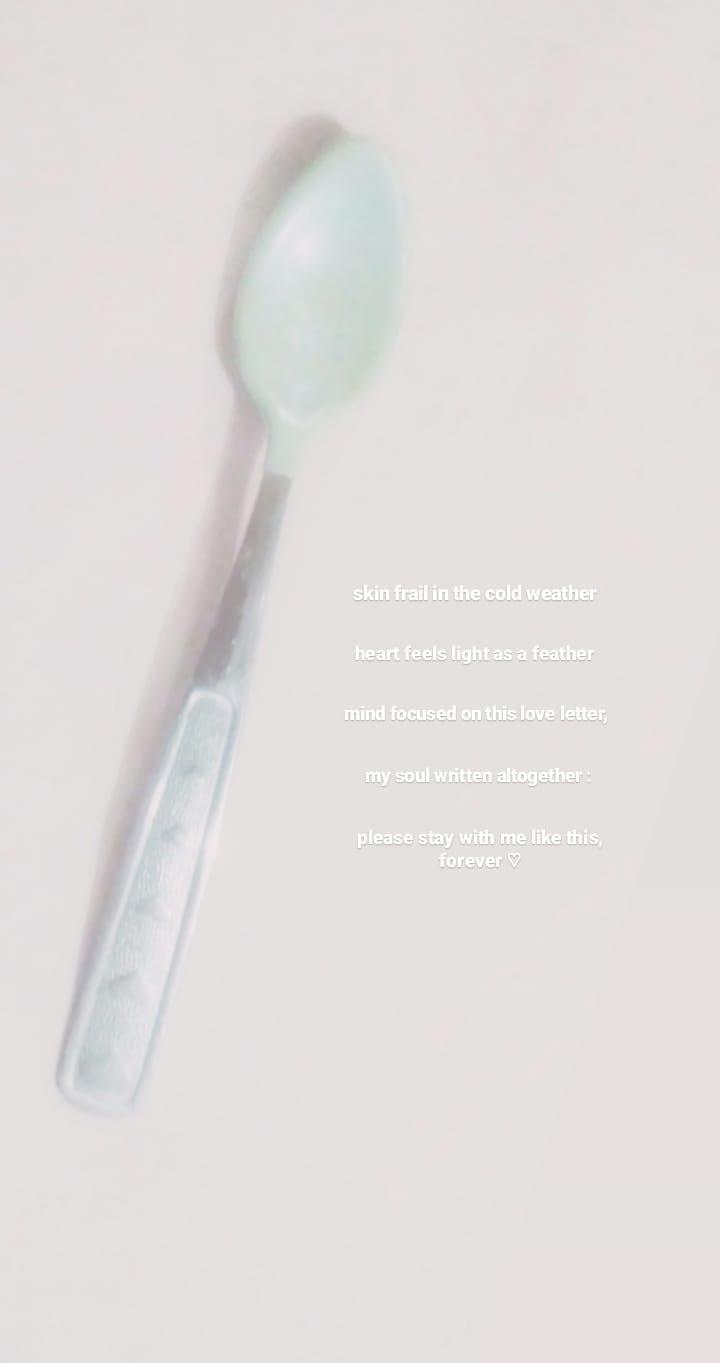 skin frail in the cold weather
heart feels light as a feather
mind focused on this love letter,
my soul written altogether :
please stay with me like this,
forever ♡